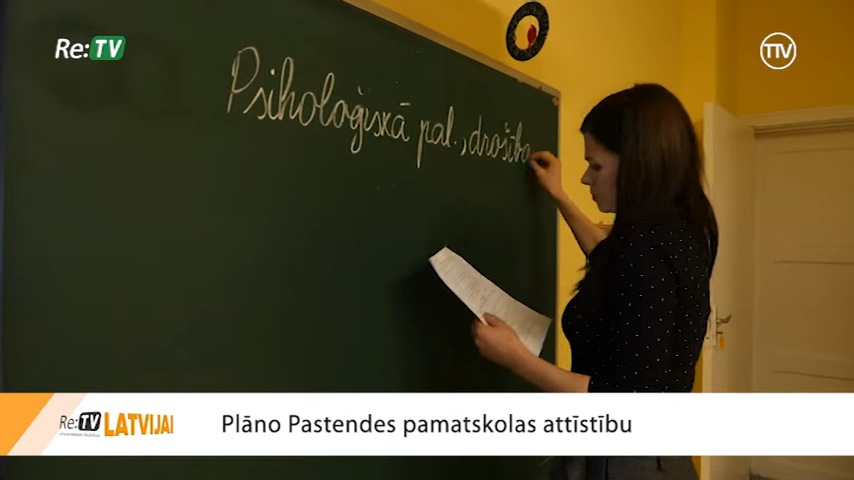 Re:TV
TTV
Psiholoģiskā pal., drošība
Re:TV LATVIJAI
Plāno Pastendes pamatskolas attīstību